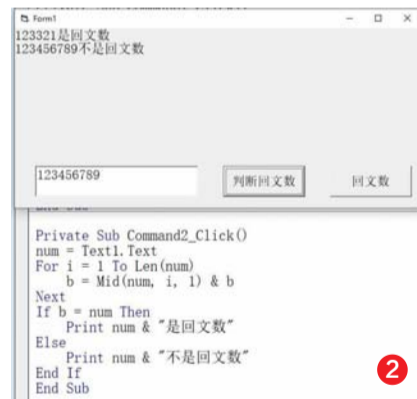 Form1
123321是回文数
123456789不是回文数
123456789
判断回文数
回文数
End Sub
Private Sub Command2_Click()
num = Text1.Text
For i = 1 To Len(num)
b = Mid(num, i, 1) & b
Next
If b = num Then
Print num & "是回文数"
Else
Print num & "不是回文数"
End If
End Sub
2